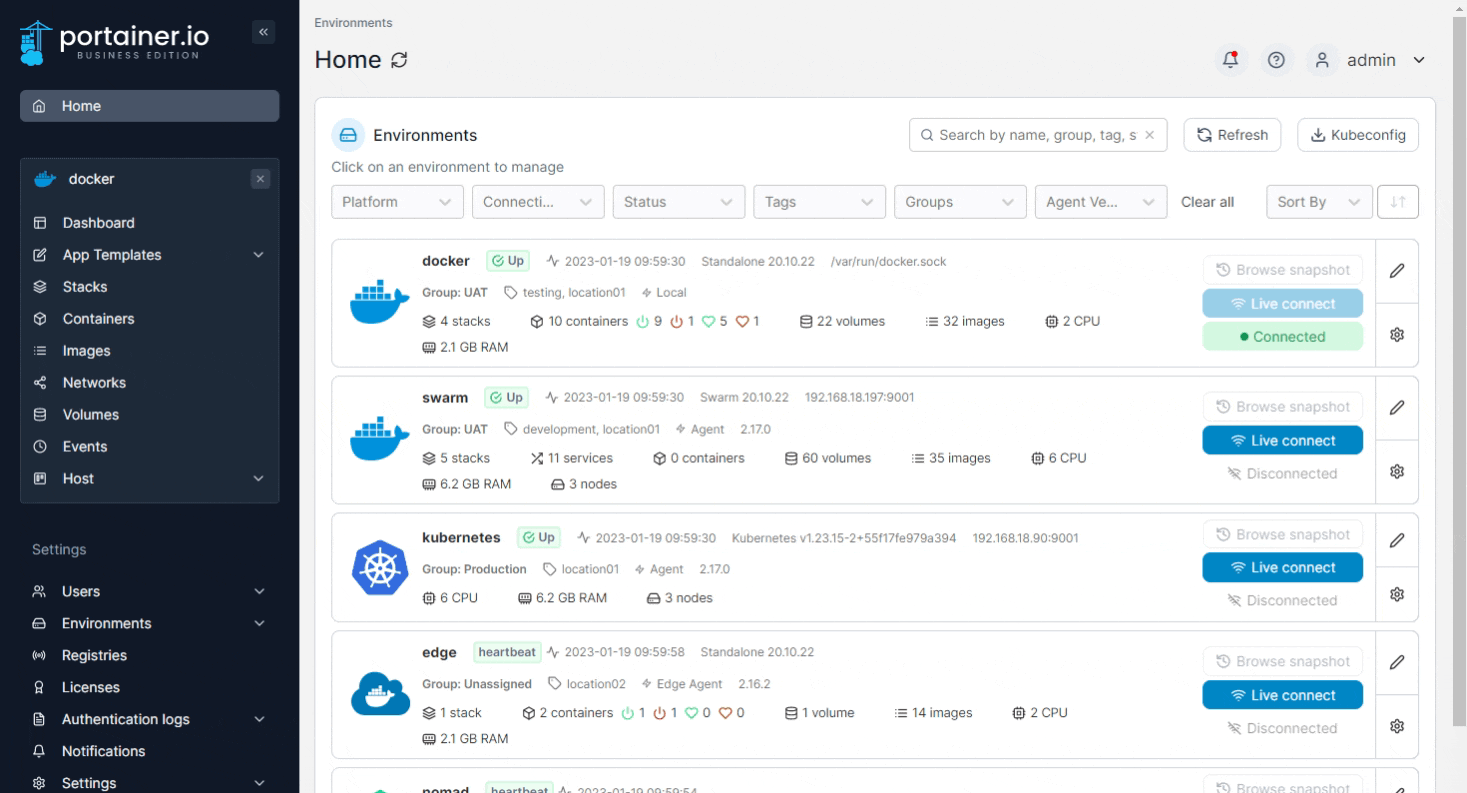 portainer.io
BUSINESS EDITION
Home
docker
Dashboard
App Templates
Stacks
Containers
Images
Networks
Volumes
Events
Host
Settings
Users
Environments
Registries
Licenses
Authentication logs
Notifications
Settings
Environments
Home
admin
Environments
Search by name, group, tag, s
Refresh
Kubeconfig
Click on an environment to manage
Platform Connecti... Status Tags Groups Agent Ve... Clear all Sort By
docker Up 2023-01-19 09:59:30 Standalone 20.10.22 /var/run/docker.sock
Group: UAT testing, location01 Local
4 stacks 10 containers 9 1 5 1 22 volumes 32 images 2 CPU
2.1 GB RAM
Browse snapshot
Live connect
Connected
swarm Up 2023-01-19 09:59:30 Swarm 20.10.22 192.168.18.197:9001
Group: UAT development, location01 Agent 2.17.0
5 stacks 11 services 0 containers 60 volumes 35 images 6 CPU
6.2 GB RAM 3 nodes
Browse snapshot
Live connect
Disconnected
kubernetes Up 2023-01-19 09:59:30 Kubernetes v1.23.15-2+55f17fe979a394 192.168.18.90:9001
Group: Production location01 Agent 2.17.0
6 CPU 6.2 GB RAM 3 nodes
Browse snapshot
Live connect
Disconnected
edge heartbeat 2023-01-19 09:59:58 Standalone 20.10.22
Group: Unassigned location02 Edge Agent 2.16.2
1 stack 2 containers 1 1 0 0 1 volume 14 images 2 CPU
2.1 GB RAM
Browse snapshot
Live connect
Disconnected
nomad heartbeat 2023-01-19 09:59:54
Browse snapshot